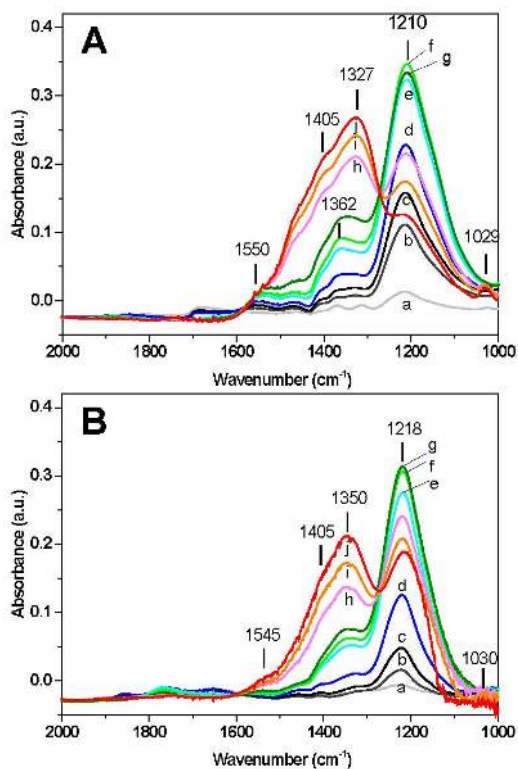 A
1210
f
g
1327
e
1405
d
j
i
h
1362
c
b
1550
1029
a
0.4
0.3
0.2
0.1
0.0
Absorbance (a.u.)
2000 1800 1600 1400 1200 1000
Wavenumber (cm⁻¹)
B
1218
g
f
e
1350
1405
j
i
d
h
1545
c
b
1030
a
0.4
0.3
0.2
0.1
0.0
Absorbance (a.u.)
2000 1800 1600 1400 1200 1000
Wavenumber (cm⁻¹)